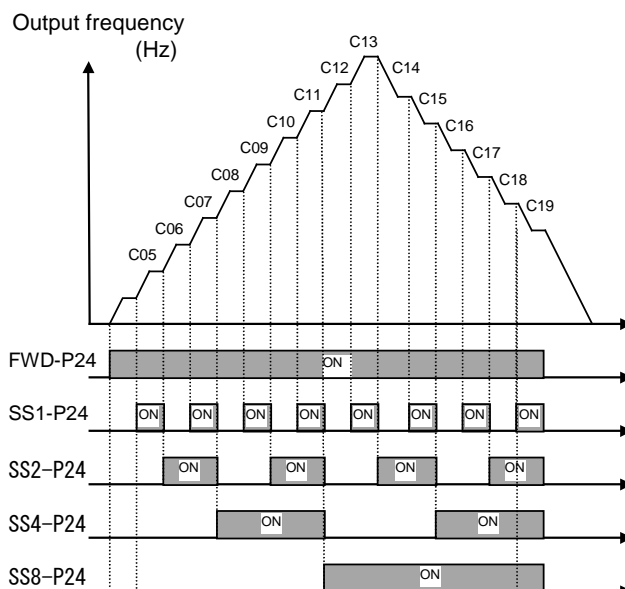 Output frequency
(Hz)
C13
C12
C14
C11
C15
C10
C16
C09
C17
C08
C18
C07
C19
C06
C05
FWD-P24
ON
SS1-P24
ON ON ON ON ON ON ON ON
SS2-P24
ON ON ON ON
SS4-P24
ON ON
SS8-P24
ON